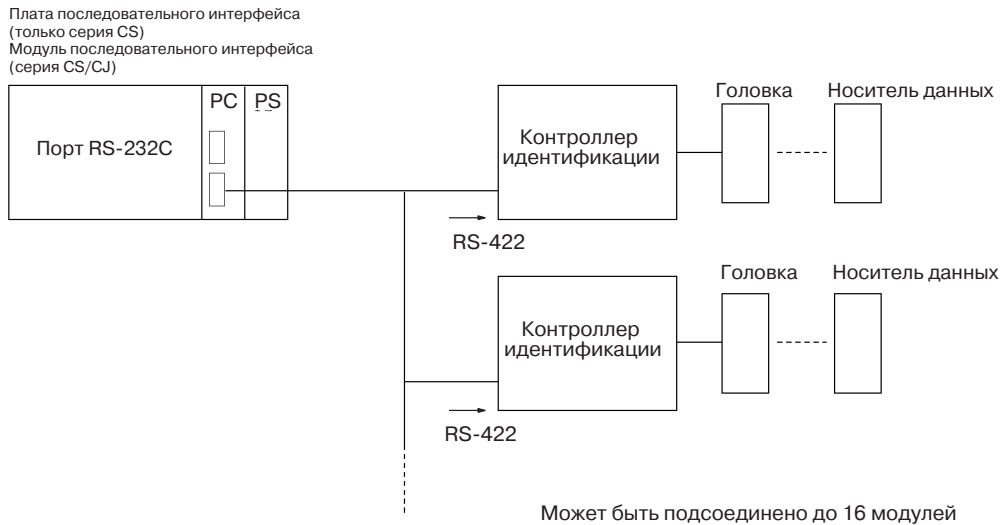 Плата последовательного интерфейса
(только серия CS)
Модуль последовательного интерфейса
(серия CS/CJ)
PC PS
Порт RS-232C
Контроллер
идентификации
Головка
Носитель данных
RS-422
Контроллер
идентификации
Головка
Носитель данных
RS-422
Может быть подсоединено до 16 модулей